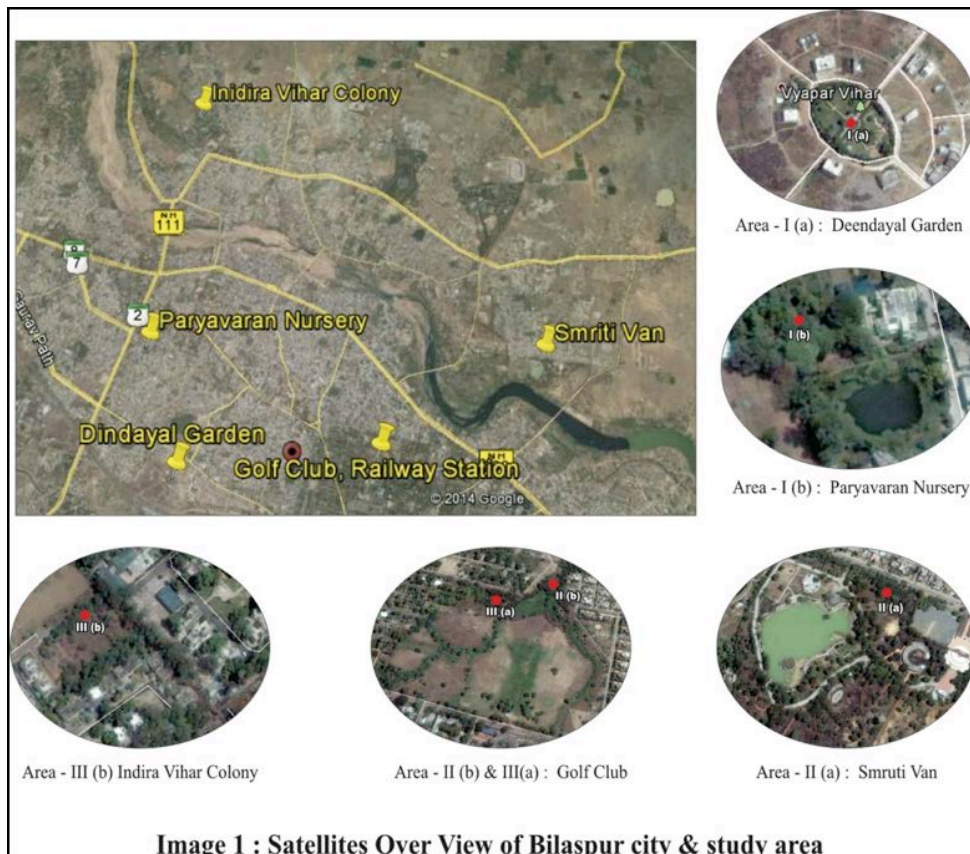 Inidira Vihar Colony
NH
111
8
7
2
Gaurav Path
Paryavaran Nursery
Smriti Van
Dindayal Garden
Golf Club, Railway Station
NH
© 2014 Google
Vyapar Vihar
I (a)
Area - I (a) : Deendayal Garden
I (b)
Area - I (b) : Paryavaran Nursery
III (b)
Area - III (b) Indira Vihar Colony
II (b)
III (a)
Area - II (b) & III(a) : Golf Club
II (a)
Area - II (a) : Smruti Van
Image 1 : Satellites Over View of Bilaspur city & study area